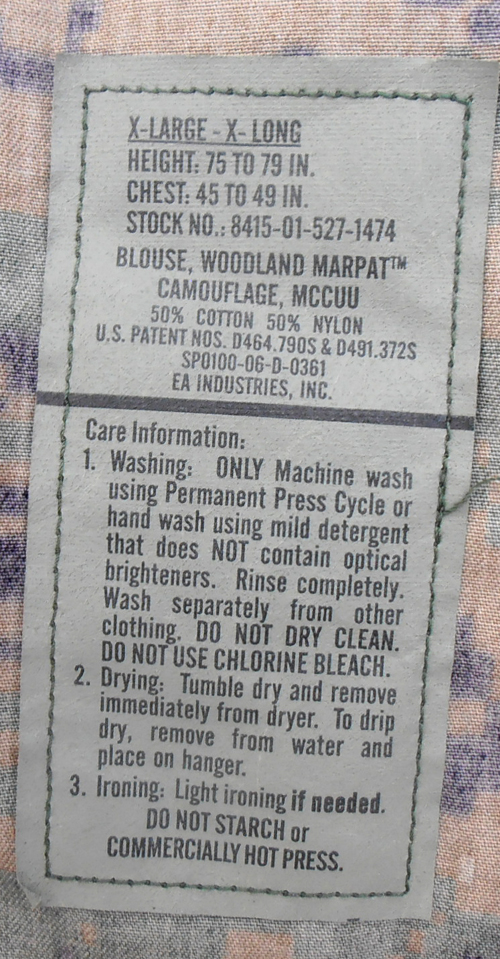 X-LARGE - X- LONG
HEIGHT: 75 TO 79 IN.
CHEST: 45 TO 49 IN.
STOCK NO.: 8415-01-527-1474
BLOUSE, WOODLAND MARPAT™
CAMOUFLAGE, MCCUU
50% COTTON 50% NYLON
U.S. PATENT NOS. D464.790S & D491.372S
SP0100-06-D-0361
EA INDUSTRIES, INC.
Care Information:
1. Washing: ONLY Machine wash
using Permanent Press Cycle or
hand wash using mild detergent
that does NOT contain optical
brighteners. Rinse completely.
Wash separately from other
clothing. DO NOT DRY CLEAN.
DO NOT USE CHLORINE BLEACH.
2. Drying: Tumble dry and remove
immediately from dryer. To drip
dry, remove from water and
place on hanger.
3. Ironing: Light ironing if needed.
DO NOT STARCH or
COMMERCIALLY HOT PRESS.